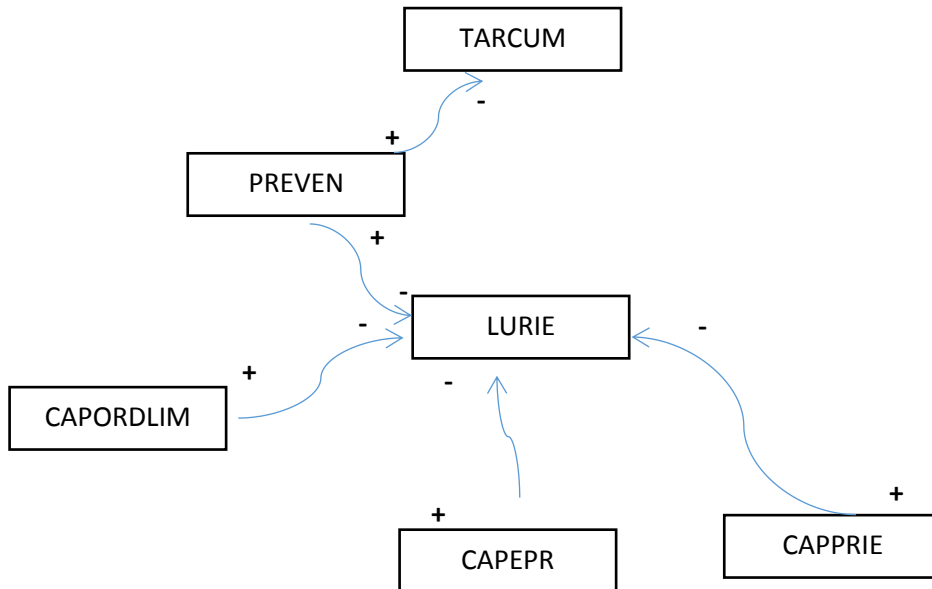 TARCUM
-
+
PREVEN
+
-
LURIE
-
-
+
-
CAPORDLIM
+
+
CAPEPR
CAPPRIE